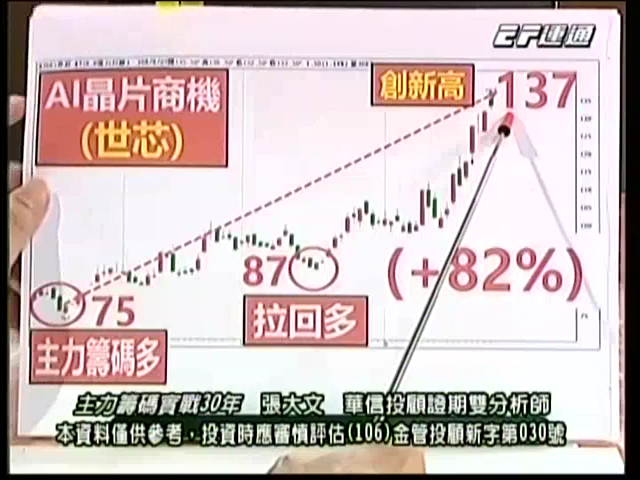 運通
AI晶片商機
(世芯)
創新高
137
87
(+82%)
75
拉回多
主力籌碼多
主力籌碼實戰30年 張大文 華信投顧證期雙分析師
本資料僅供參考，投資時應審慎評估(106)金管投顧新字第030號